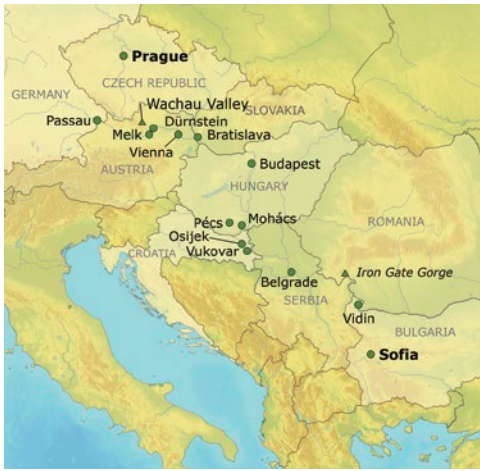 Prague
CZECH REPUBLIC
GERMANY
Wachau Valley
SLOVAKIA
Passau
Dürnstein
Melk
Bratislava
Vienna
AUSTRIA
Budapest
HUNGARY
Pécs
Mohács
ROMANIA
Osijek
CROATIA
Vukovar
Iron Gate Gorge
Belgrade
SERBIA
Vidin
BULGARIA
Sofia